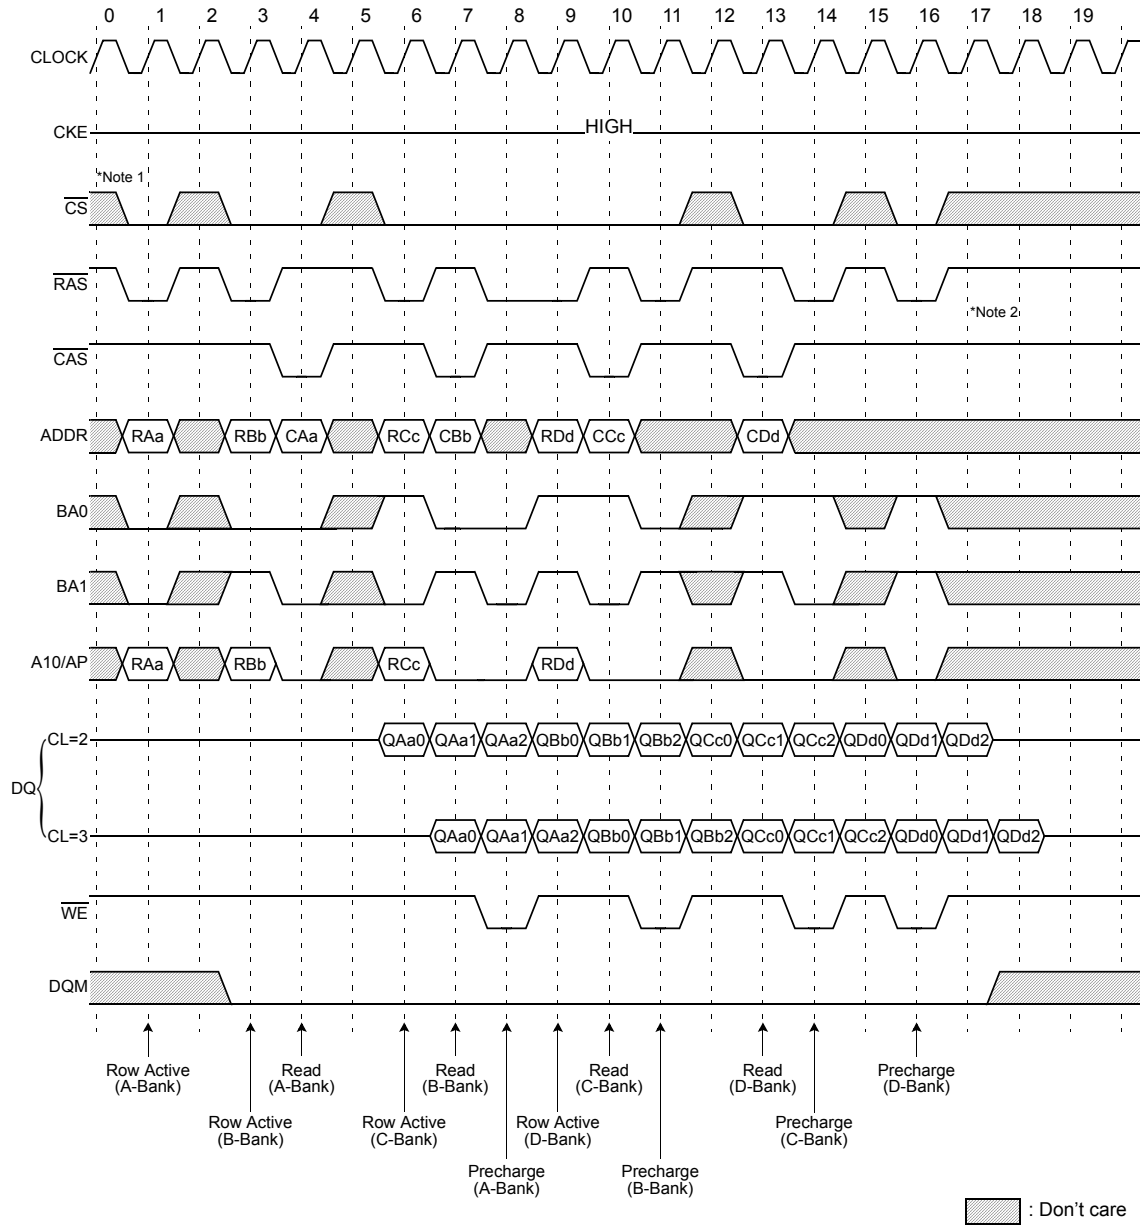 0 1 2 3 4 5 6 7 8 9 10 11 12 13 14 15 16 17 18 19
CLOCK
CKE HIGH
*Note 1
CS
RAS
*Note 2
CAS
ADDR RAa RBb CAa RCc CBb RDd CCc CDd
BA0
BA1
A10/AP RAa RBb RCc RDd
CL=2 QAa0 QAa1 QAa2 QBb0 QBb1 QBb2 QCc0 QCc1 QCc2 QDd0 QDd1 QDd2
DQ
CL=3 QAa0 QAa1 QAa2 QBb0 QBb1 QBb2 QCc0 QCc1 QCc2 QDd0 QDd1 QDd2
WE
DQM
Row Active
(A-Bank)
Read
(A-Bank)
Read
(B-Bank)
Read
(C-Bank)
Read
(D-Bank)
Precharge
(D-Bank)
Row Active
(B-Bank)
Row Active
(C-Bank)
Row Active
(D-Bank)
Precharge
(C-Bank)
Precharge
(A-Bank)
Precharge
(B-Bank)
: Don't care